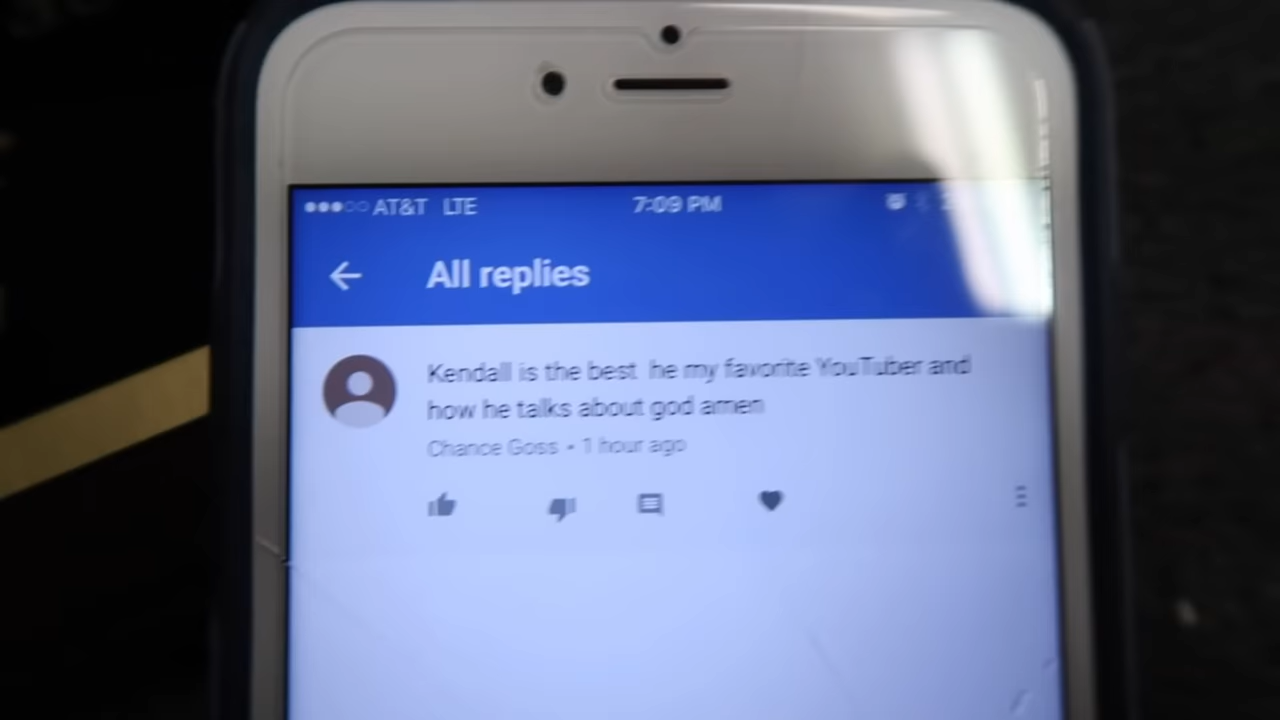 AT&T LTE 7:09 PM
All replies
Kendall is the best he my favorite YouTuber and
how he talks about god amen
Chance Goss • 1 hour ago